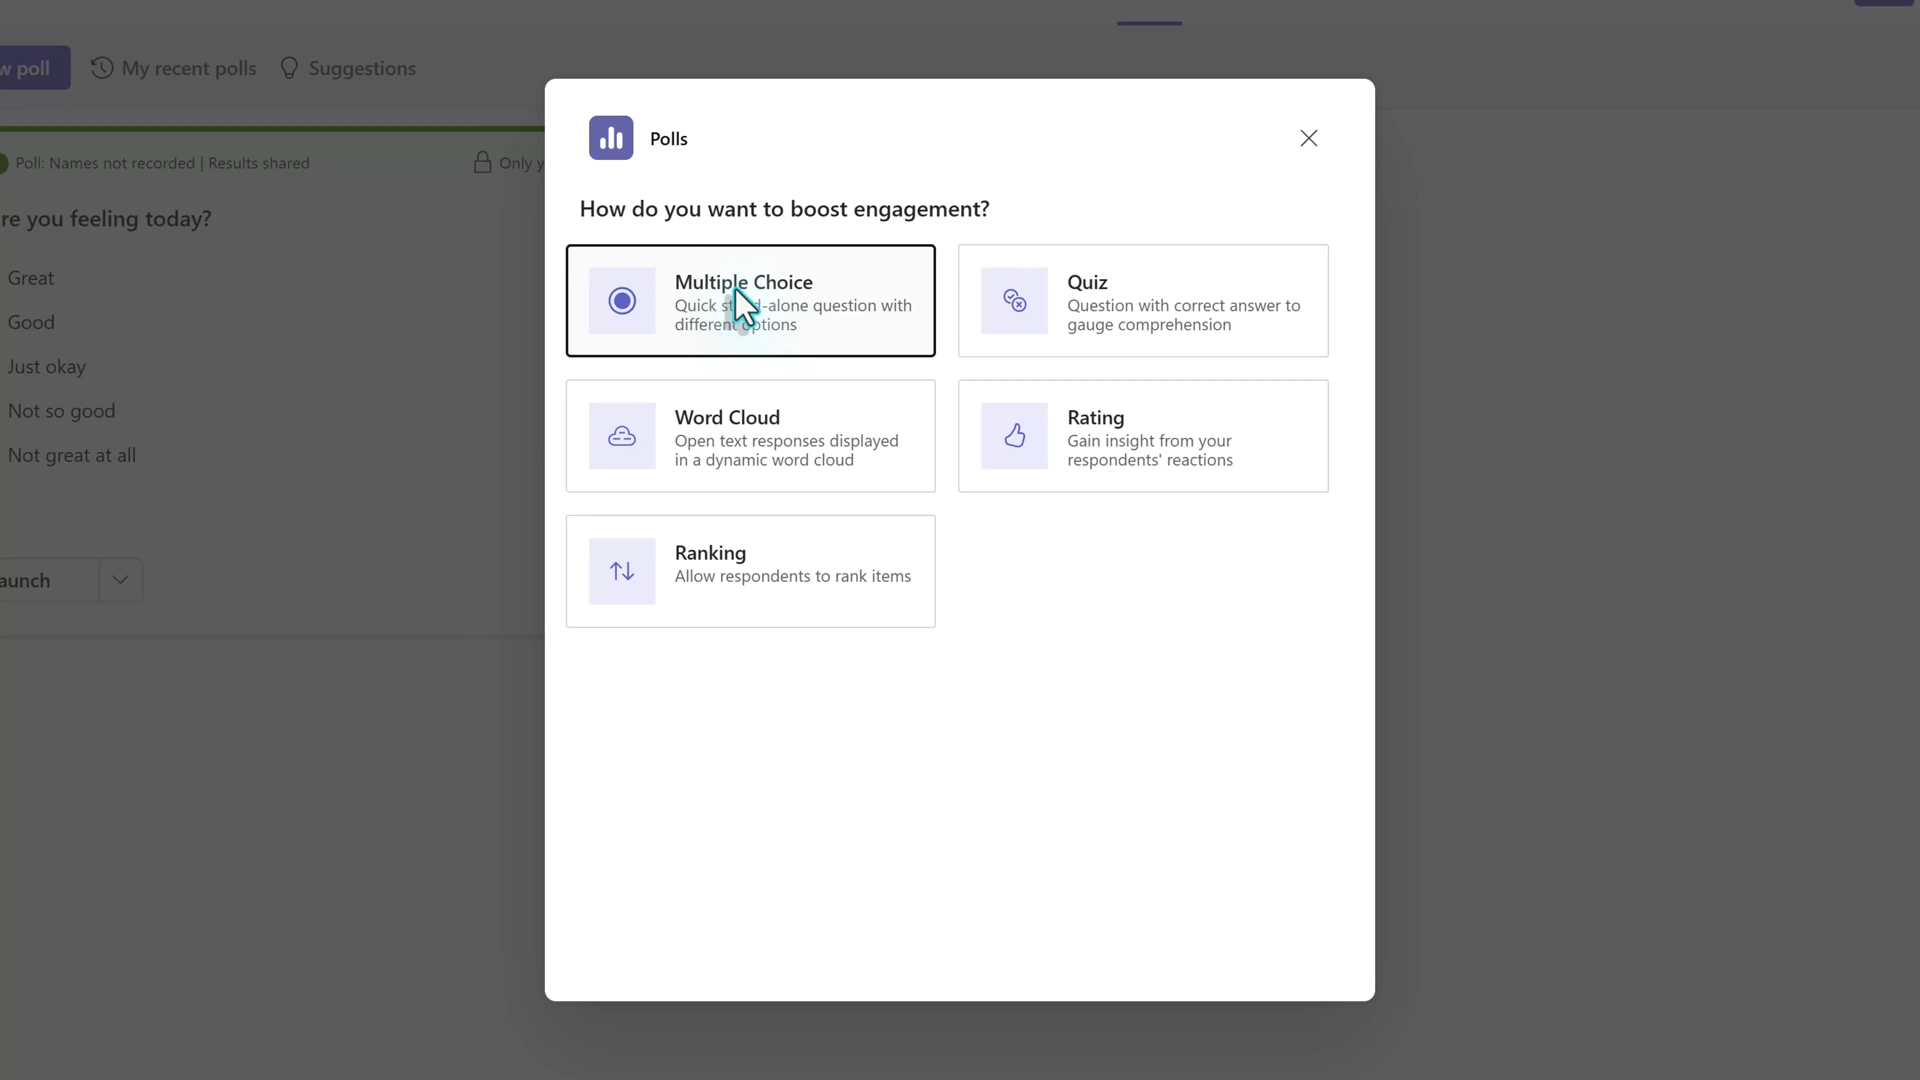 w poll
My recent polls
Suggestions
Poll: Names not recorded | Results shared
Only y
re you feeling today?
Great
Good
Just okay
Not so good
Not great at all
aunch
Polls
How do you want to boost engagement?
Multiple Choice
Quick stand-alone question with
different options
Quiz
Question with correct answer to
gauge comprehension
Word Cloud
Open text responses displayed
in a dynamic word cloud
Rating
Gain insight from your
respondents' reactions
Ranking
Allow respondents to rank items